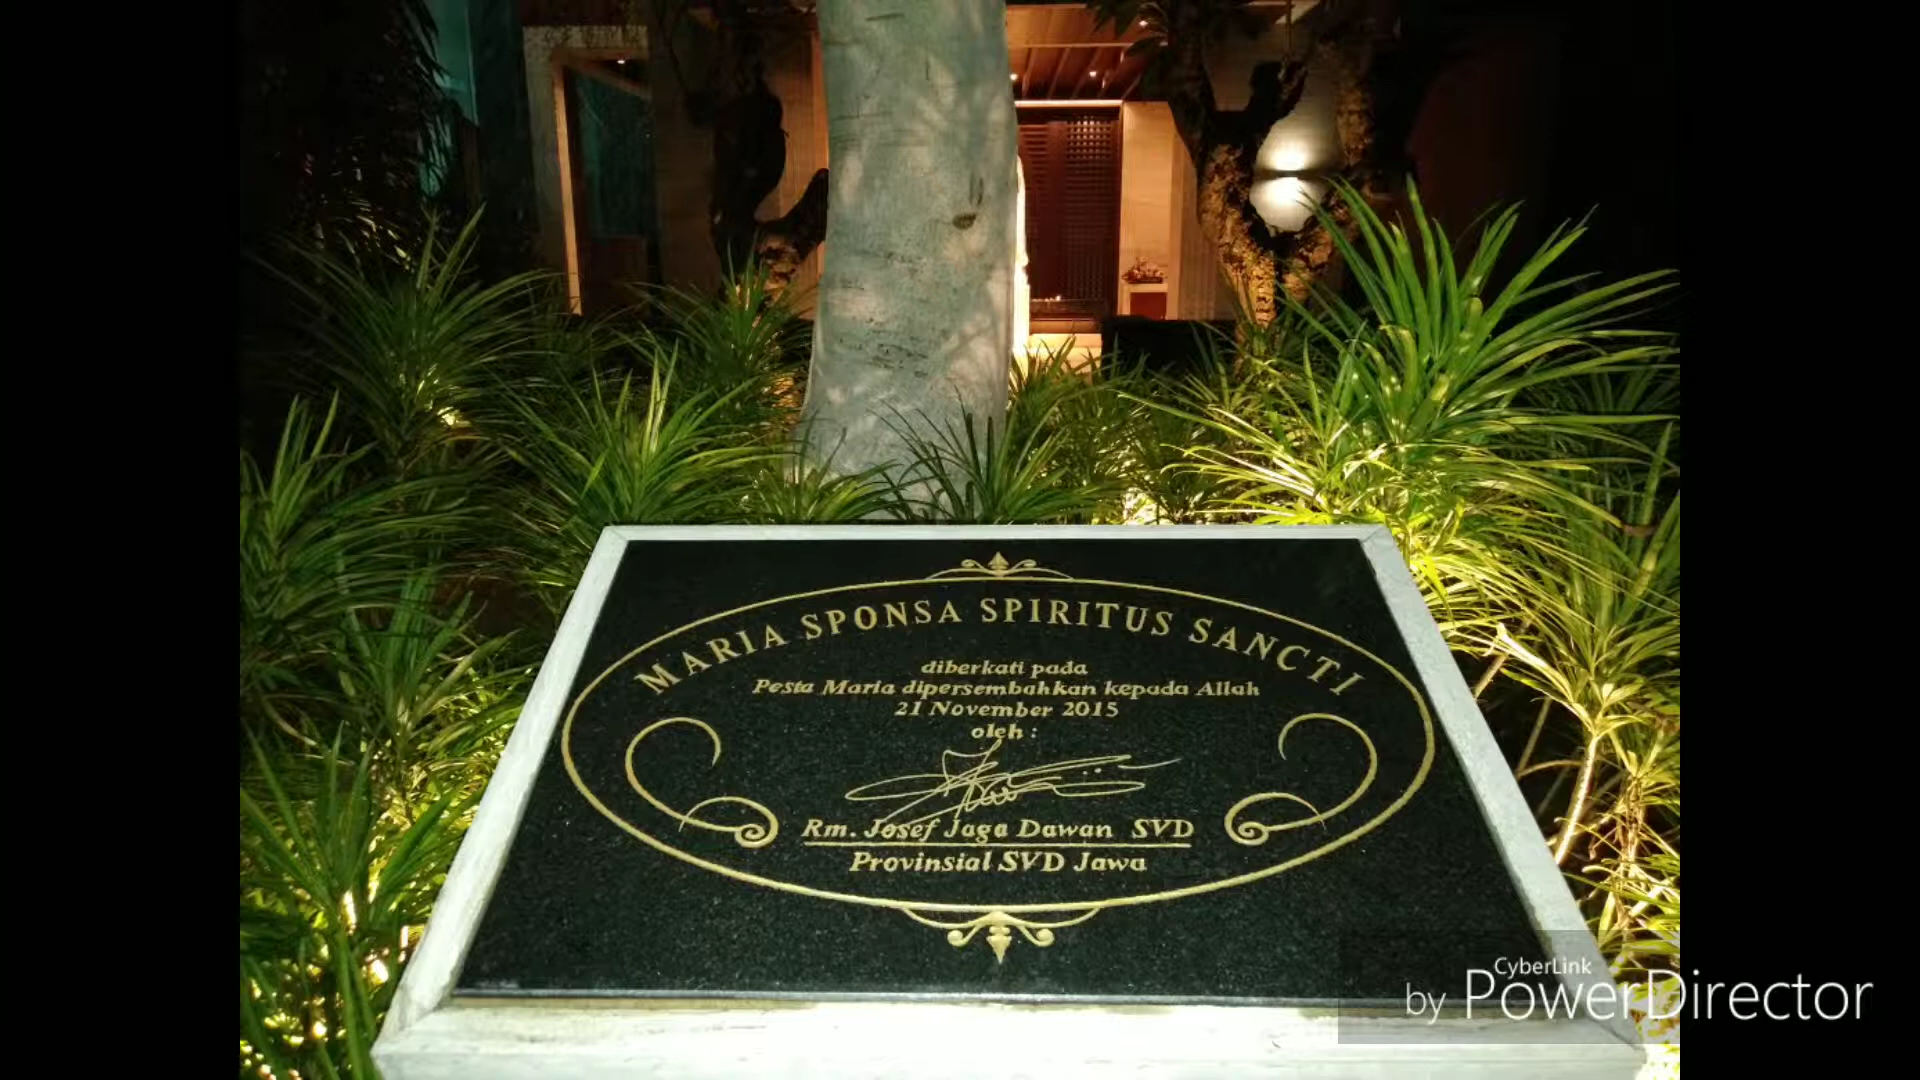 MARIA SPONSA SPIRITUS SANCTI
diberkati pada
Pesta Maria dipersembahkan kepada Allah
21 November 2015
oleh :
Rm. Josef Jaga Dawan SVD
Provinsial SVD Jawa
CyberLink
by PowerDirector